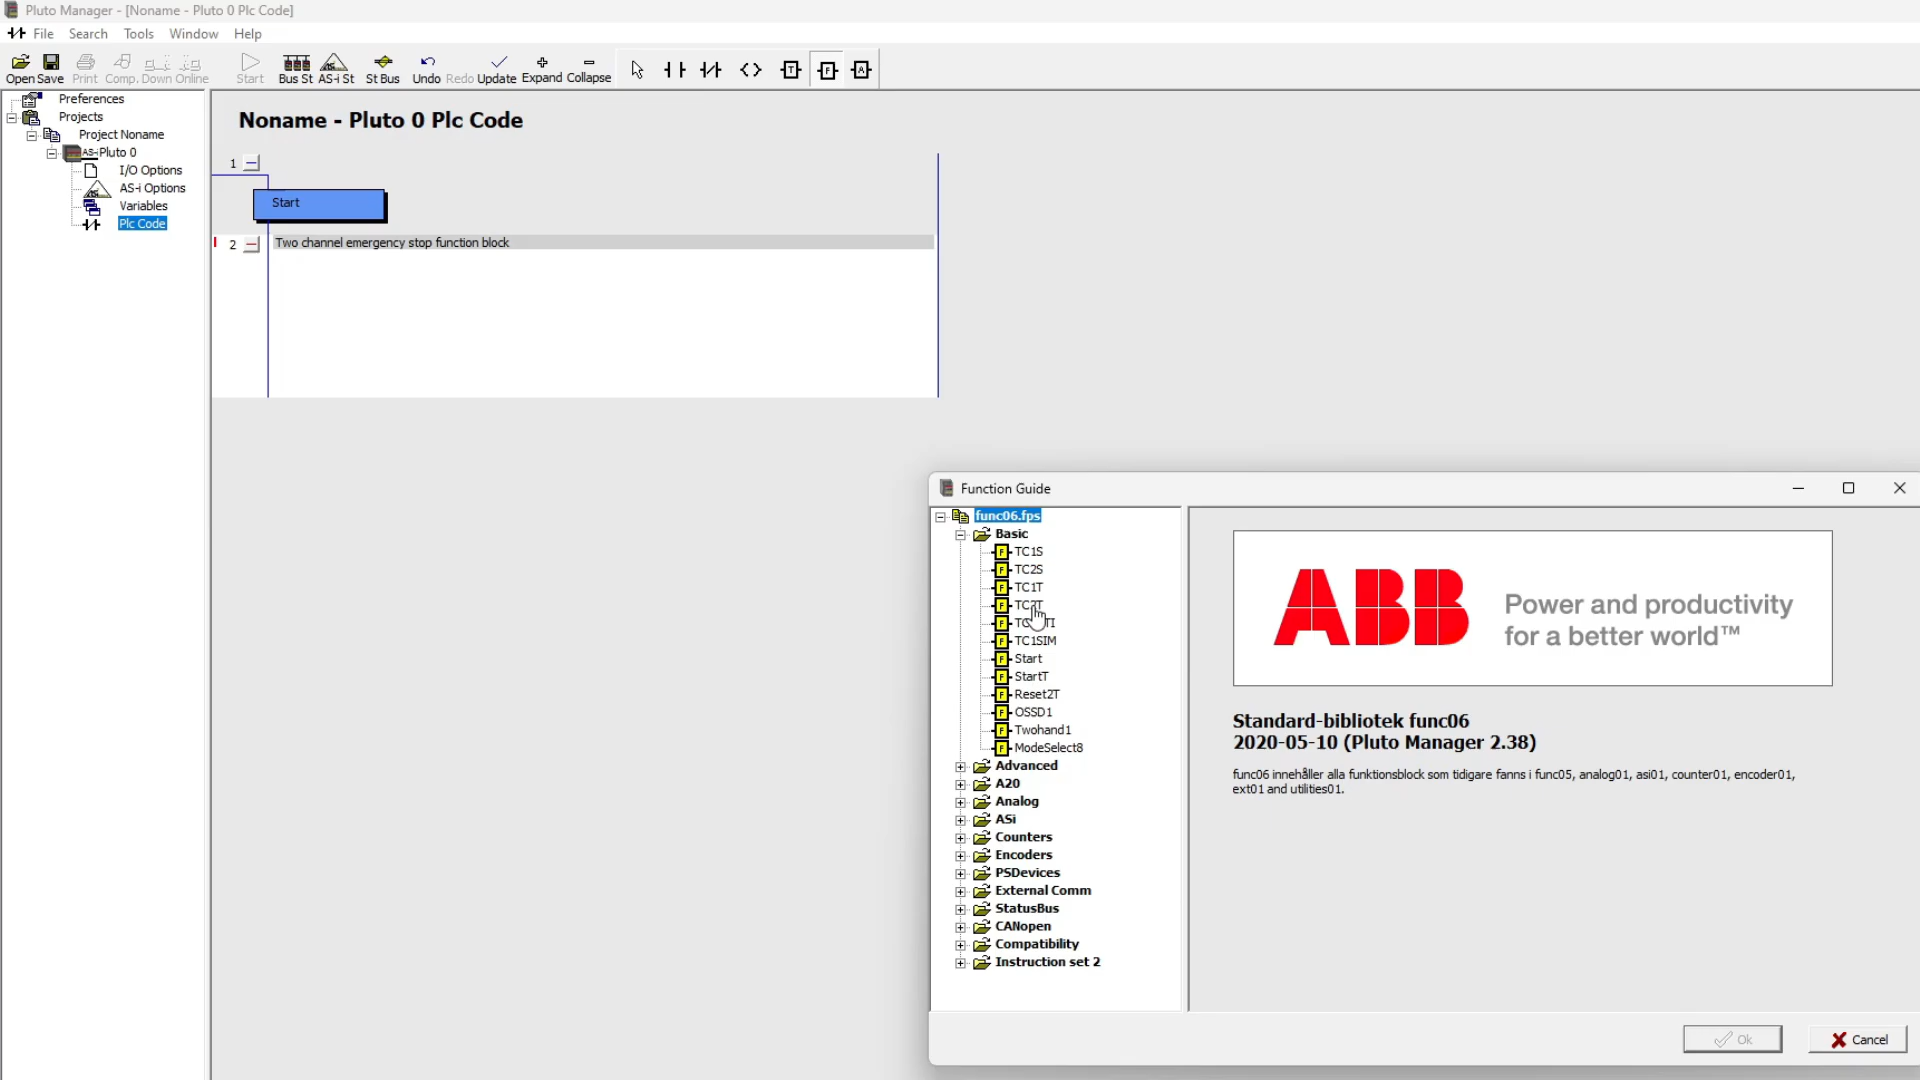 Pluto Manager - [Noname - Pluto 0 Plc Code]
File Search Tools Window Help
Open Save Print Comp. Down Online Start Bus St AS-i St St Bus Undo Redo Update Expand Collapse T F A
Preferences
Projects
Project Noname
AS-i Pluto 0
I/O Options
AS-i Options
Variables
Plc Code
Noname - Pluto 0 Plc Code
1
Start
2 Two channel emergency stop function block
Function Guide
func06.fps
Basic
F TC1S
F TC2S
F TC1T
F TC2T
F
F TC1SIM
F Start
F StartT
F Reset2T
F OSSD1
F Twohand1
F ModeSelect8
Advanced
A20
Analog
ASi
Counters
Encoders
PSDevices
External Comm
StatusBus
CANopen
Compatibility
Instruction set 2
ABB Power and productivity
for a better world™
Standard-bibliotek func06
2020-05-10 (Pluto Manager 2.38)
func06 innehåller alla funktionsblock som tidigare fanns i func05, analog01, asi01, counter01, encoder01,
ext01 and utilities01.
Ok Cancel